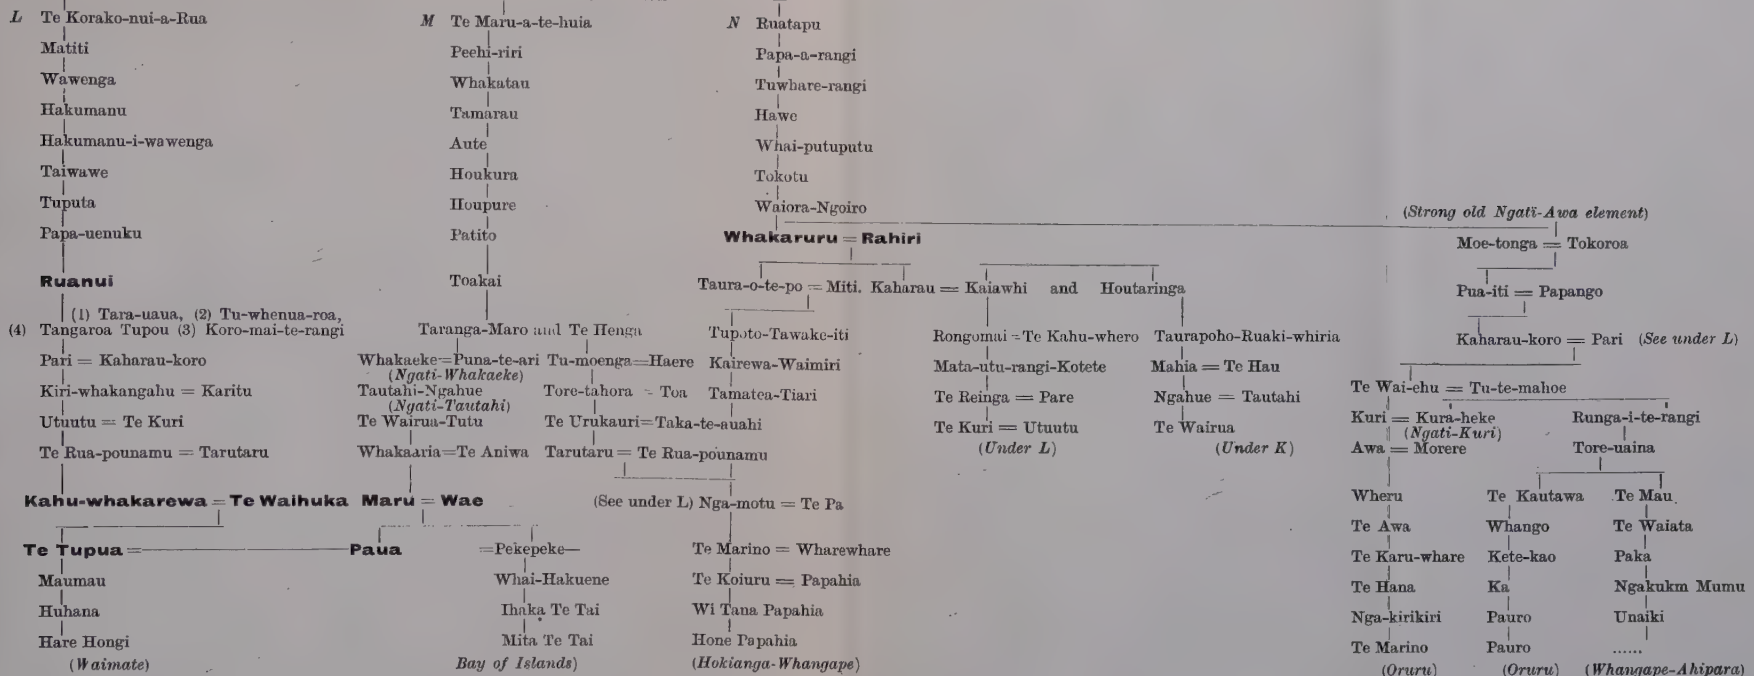 L Te Korako-nui-a-Rua
Matiti
Wawenga
Hakumanu
Hakumanu-i-wawenga
Taiwawe
Tuputa
Papa-uenuku
Ruanui
(1) Tara-uaua, (2) Tu-whenua-roa,
(4) Tangaroa Tupou (3) Koro-mai-te-rangi
Pari = Kaharau-koro
Kiri-whakangahu = Karitu
Utuutu = Te Kuri
Te Rua-pounamu = Tarutaru
Kahu-whakarewa = Te Waihuka
Te Tupua = Paua
Maumau
Huhana
Hare Hongi
(Waimate)
M Te Maru-a-te-huia
Peehi-riri
Whakatau
Tamarau
Aute
Houkura
Houpure
Patito
Toakai
Taranga-Maro and Te Henga
Whakaeke=Puna-te-ari Tu-moenga=Haere
(Ngati-Whakaeke)
Tautahi-Ngahue Tore-tahora = Toa
(Ngati-Tautahi)
Te Wairua-Tutu Te Urukauri=Taka-te-auahi
Whakaaria=Te Aniwa Tarutaru = Te Rua-pounamu
Maru = Wae (See under L) Nga-motu = Te Pa
=Pekepeke— Te Marino = Wharewhare
Whai-Hakuene Te Koiuru = Papahia
Ihaka Te Tai Wi Tana Papahia
Mita Te Tai Hone Papahia
Bay of Islands) (Hokianga-Whangape)
N Ruatapu
Papa-a-rangi
Tuwhare-rangi
Hawe
Whai-putuputu
Tokotu
Waiora-Ngoiro
Whakaruru = Rahiri
Taura-o-te-po = Miti. Kaharau = Kaiawhi and Houtaringa
Tupoto-Tawake-iti Rongomai = Te Kahu-whero Taurapoho-Ruaki-whiria
Kairewa-Waimiri Mata-utu-rangi-Kotete Mahia = Te Hau
Tamatea-Tiari Te Reinga = Pare Ngahue = Tautahi
Te Kuri = Utuutu Te Wairua
(Under L) (Under K)
(Strong old Ngati-Awa element)
Moe-tonga = Tokoroa
Pua-iti = Papango
Kaharau-koro = Pari (See under L)
Te Wai-ehu = Tu-te-mahoe
Kuri = Kura-heke Runga-i-te-rangi
(Ngati-Kuri)
Awa = Morere Tore-uaina
Wheru Te Kautawa Te Mau
Te Awa Whango Te Waiata
Te Karu-whare Kete-kao Paka
Te Hana Ka Ngakukm Mumu
Nga-kirikiri Pauro Unaiki
Te Marino Pauro ......
(Oruru) (Oruru) (Whangape-Ahipara)